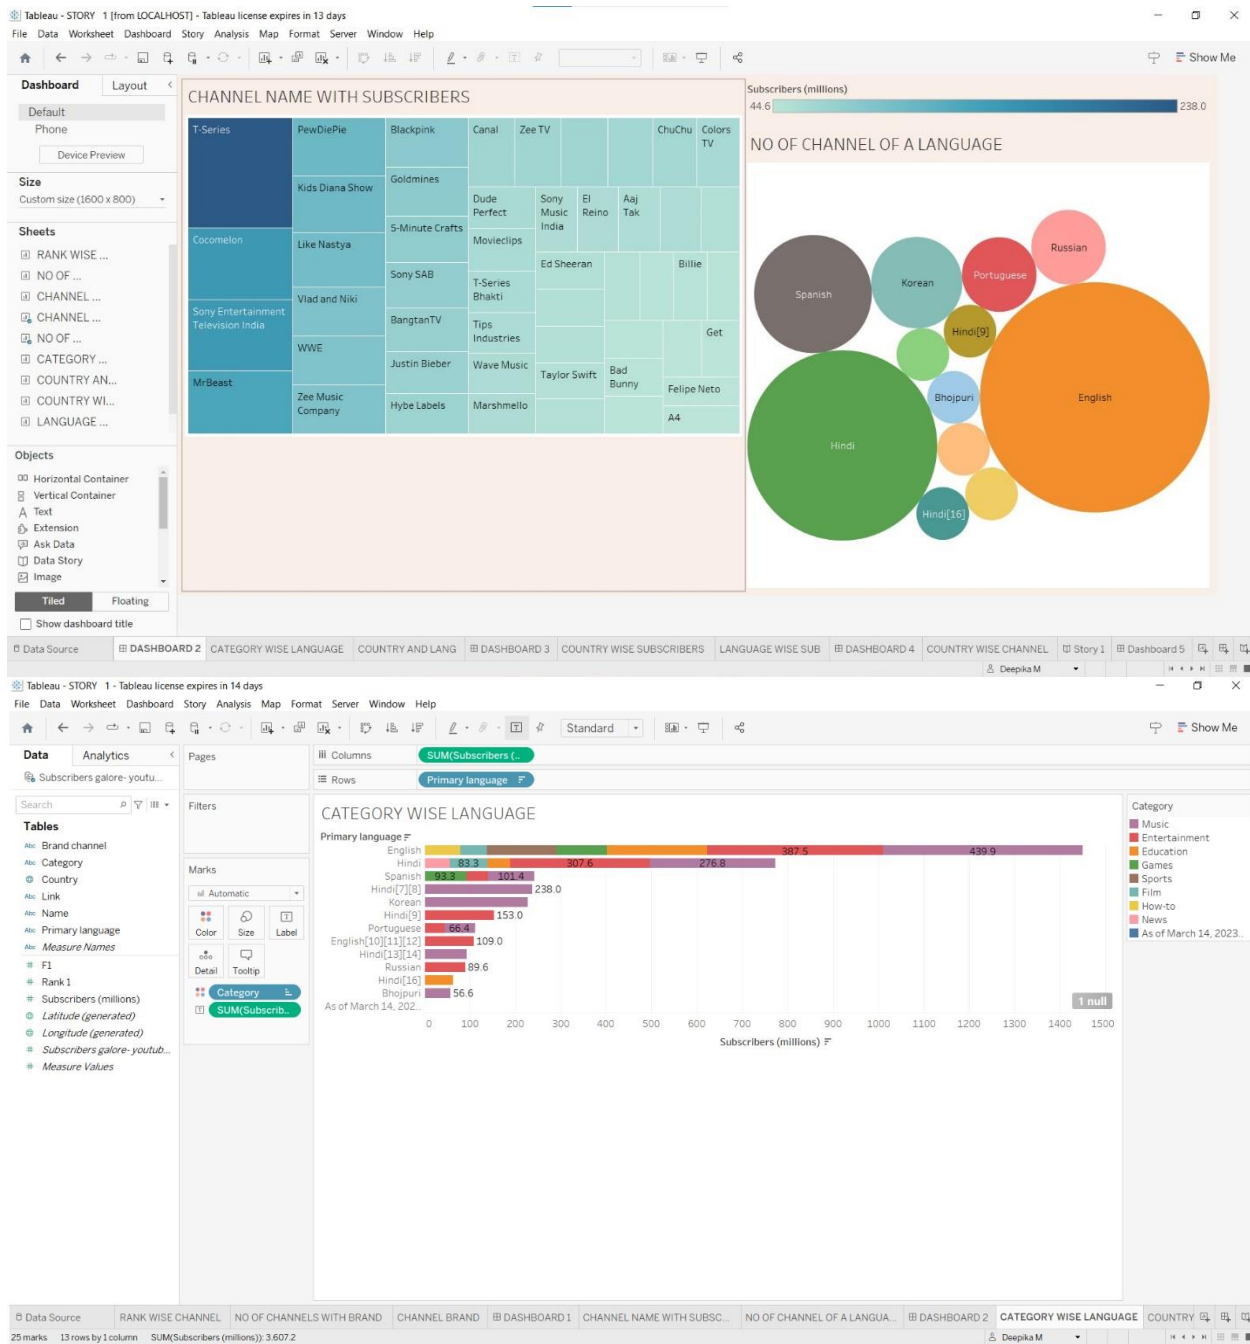 Tableau - STORY 1 [from LOCALHOST] - Tableau license expires in 13 days
File Data Worksheet Dashboard Story Analysis Map Format Server Window Help
Show Me
Dashboard Layout
Default
Phone
Device Preview
Size
Custom size (1600 x 800)
Sheets
RANK WISE ...
NO OF ...
CHANNEL ...
CHANNEL ...
NO OF ...
CATEGORY ...
COUNTRY AN...
COUNTRY WI...
LANGUAGE ...
Objects
Horizontal Container
Vertical Container
Text
Extension
Ask Data
Data Story
Image
Tiled Floating
Show dashboard title
CHANNEL NAME WITH SUBSCRIBERS
T-Series
Cocomelon
Sony Entertainment
Television India
MrBeast
PewDiePie
Kids Diana Show
Like Nastya
Vlad and Niki
WWE
Zee Music
Company
Blackpink
Goldmines
5-Minute Crafts
Sony SAB
BangtanTV
Justin Bieber
Hybe Labels
Canal
Zee TV
ChuChu
Colors
TV
Dude
Perfect
Sony
Music
India
El
Reino
Aaj
Tak
Movieclips
T-Series
Bhakti
Tips
Industries
Wave Music
Marshmello
Ed Sheeran
Billie
Get
Taylor Swift
Bad
Bunny
Felipe Neto
A4
Subscribers (millions)
44.6 238.0
NO OF CHANNEL OF A LANGUAGE
Russian
Portuguese
Korean
Spanish
Hindi[9]
Bhojpuri
English
Hindi
Hindi[16]
Data Source DASHBOARD 2 CATEGORY WISE LANGUAGE COUNTRY AND LANG DASHBOARD 3 COUNTRY WISE SUBSCRIBERS LANGUAGE WISE SUB DASHBOARD 4 COUNTRY WISE CHANNEL Story 1 Dashboard 5
Deepika M
Tableau - STORY 1 - Tableau license expires in 14 days
File Data Worksheet Dashboard Story Analysis Map Format Server Window Help
Standard Show Me
Data Analytics
Subscribers galore- youtu...
Search
Tables
Abc Brand channel
Abc Category
Country
Abc Link
Abc Name
Abc Primary language
Abc Measure Names
# F1
# Rank 1
# Subscribers (millions)
Latitude (generated)
Longitude (generated)
# Subscribers galore- youtub...
# Measure Values
Pages
Filters
Marks
Automatic
Color Size Label
Detail Tooltip
Category
SUM(Subscrib..
Columns SUM(Subscribers (..
Rows Primary language
CATEGORY WISE LANGUAGE
Primary language
English 387.5 439.9
Hindi 83.3 307.6 276.8
Spanish 93.3 101.4
Hindi[7][8] 238.0
Korean
Hindi[9] 153.0
Portuguese 66.4
English[10][11][12] 109.0
Hindi[13][14]
Russian 89.6
Hindi[16]
Bhojpuri 56.6
As of March 14, 202..
1 null
0 100 200 300 400 500 600 700 800 900 1000 1100 1200 1300 1400 1500
Subscribers (millions)
Category
Music
Entertainment
Education
Games
Sports
Film
How-to
News
As of March 14, 2023..
Data Source RANK WISE CHANNEL NO OF CHANNELS WITH BRAND CHANNEL BRAND DASHBOARD 1 CHANNEL NAME WITH SUBSC... NO OF CHANNEL OF A LANGUA... DASHBOARD 2 CATEGORY WISE LANGUAGE COUNTRY
25 marks 13 rows by 1 column SUM(Subscribers (millions)): 3,607.2
Deepika M